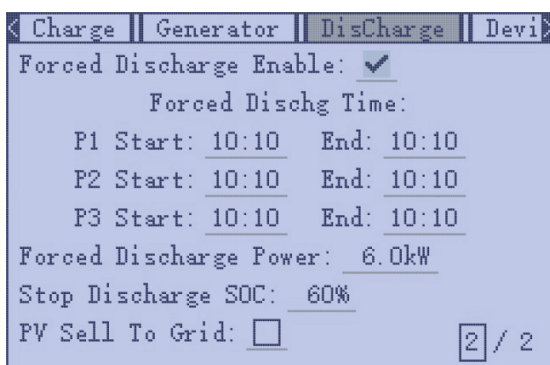 Charge Generator DisCharge Devi
Forced Discharge Enable:
Forced Dischg Time:
P1 Start: 10:10 End: 10:10
P2 Start: 10:10 End: 10:10
P3 Start: 10:10 End: 10:10
Forced Discharge Power: 6.0kW
Stop Discharge SOC: 60%
PV Sell To Grid:
2 / 2